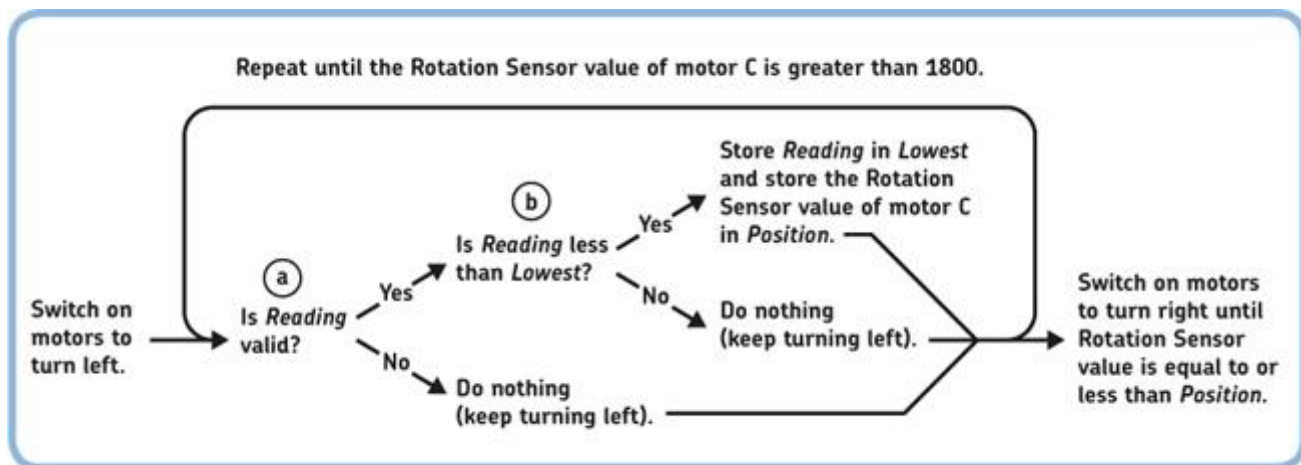 Repeat until the Rotation Sensor value of motor C is greater than 1800.
Switch on
motors to
turn left.
a
Is Reading
valid?
Yes
No
b
Is Reading less
than Lowest?
Do nothing
(keep turning left).
Yes
No
Store Reading in Lowest
and store the Rotation
Sensor value of motor C
in Position.
Do nothing
(keep turning left).
Switch on motors
to turn right until
Rotation Sensor
value is equal to or
less than Position.